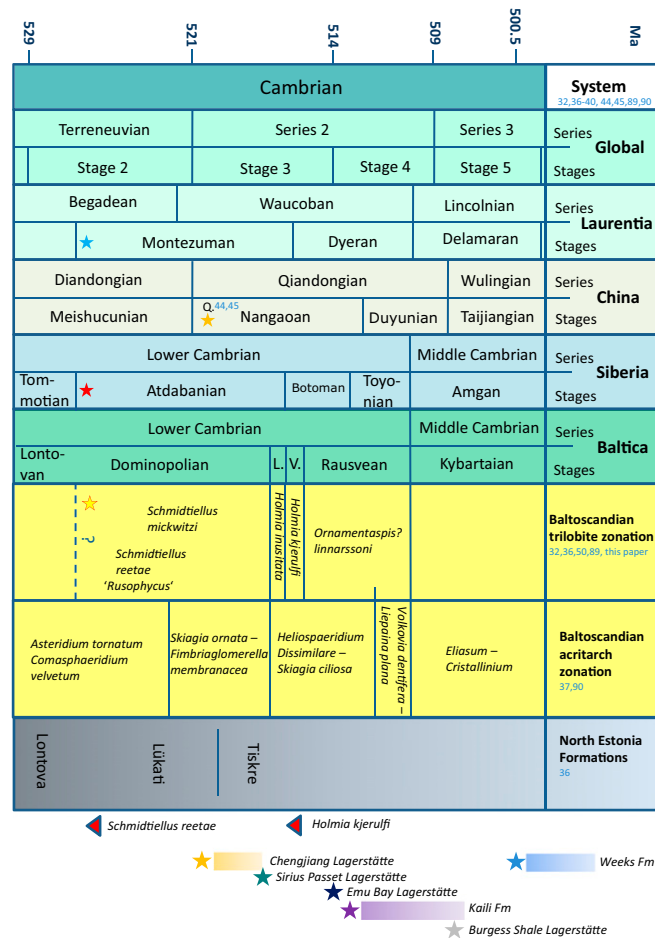 529 521 514 509 500.5 Ma
Cambrian System
32,36-40, 44,45,89,90
Terreneuvian Series 2 Series 3 Series
Global
Stage 2 Stage 3 Stage 4 Stage 5 Stages
Begadean Waucoban Lincolnian Series
Laurentia
Montezuman Dyeran Delamaran Stages
Diandongian Qiandongian Wulingian Series
China
Q.44,45
Meishucunian Nangaoan Duyunian Taijiangian Stages
Lower Cambrian Middle Cambrian Series
Siberia
Tom-
motian Atdabanian Botoman Toyo-
nian Amgan Stages
Lower Cambrian Middle Cambrian Series
Baltica
Lonto-
van Dominopolian L. V. Rausvean Kybartaian Stages
Schmidtiellus
mickwitzi
?
Schmidtiellus
reetae
'Rusophycus'
Holmia inusitata
Holmia kjerulfi
Ornamentaspis?
linnarssoni
Baltoscandian
trilobite zonation
32,36,50,89, this paper
Asteridium tornatum
Comasphaeridium
velvetum
Skiagia ornata –
Fimbriaglomerella
membranacea
Heliospaeridium
Dissimilare –
Skiagia ciliosa
Volkovia dentifera –
Liepaina plana
Eliasum –
Cristallinium
Baltoscandian
acritarch
zonation
37,90
Lontova
Lükati
Tiskre
North Estonia
Formations
36
Schmidtiellus reetae
Holmia kjerulfi
Chengjiang Lagerstätte
Weeks Fm
Sirius Passet Lagerstätte
Emu Bay Lagerstätte
Kaili Fm
Burgess Shale Lagerstätte